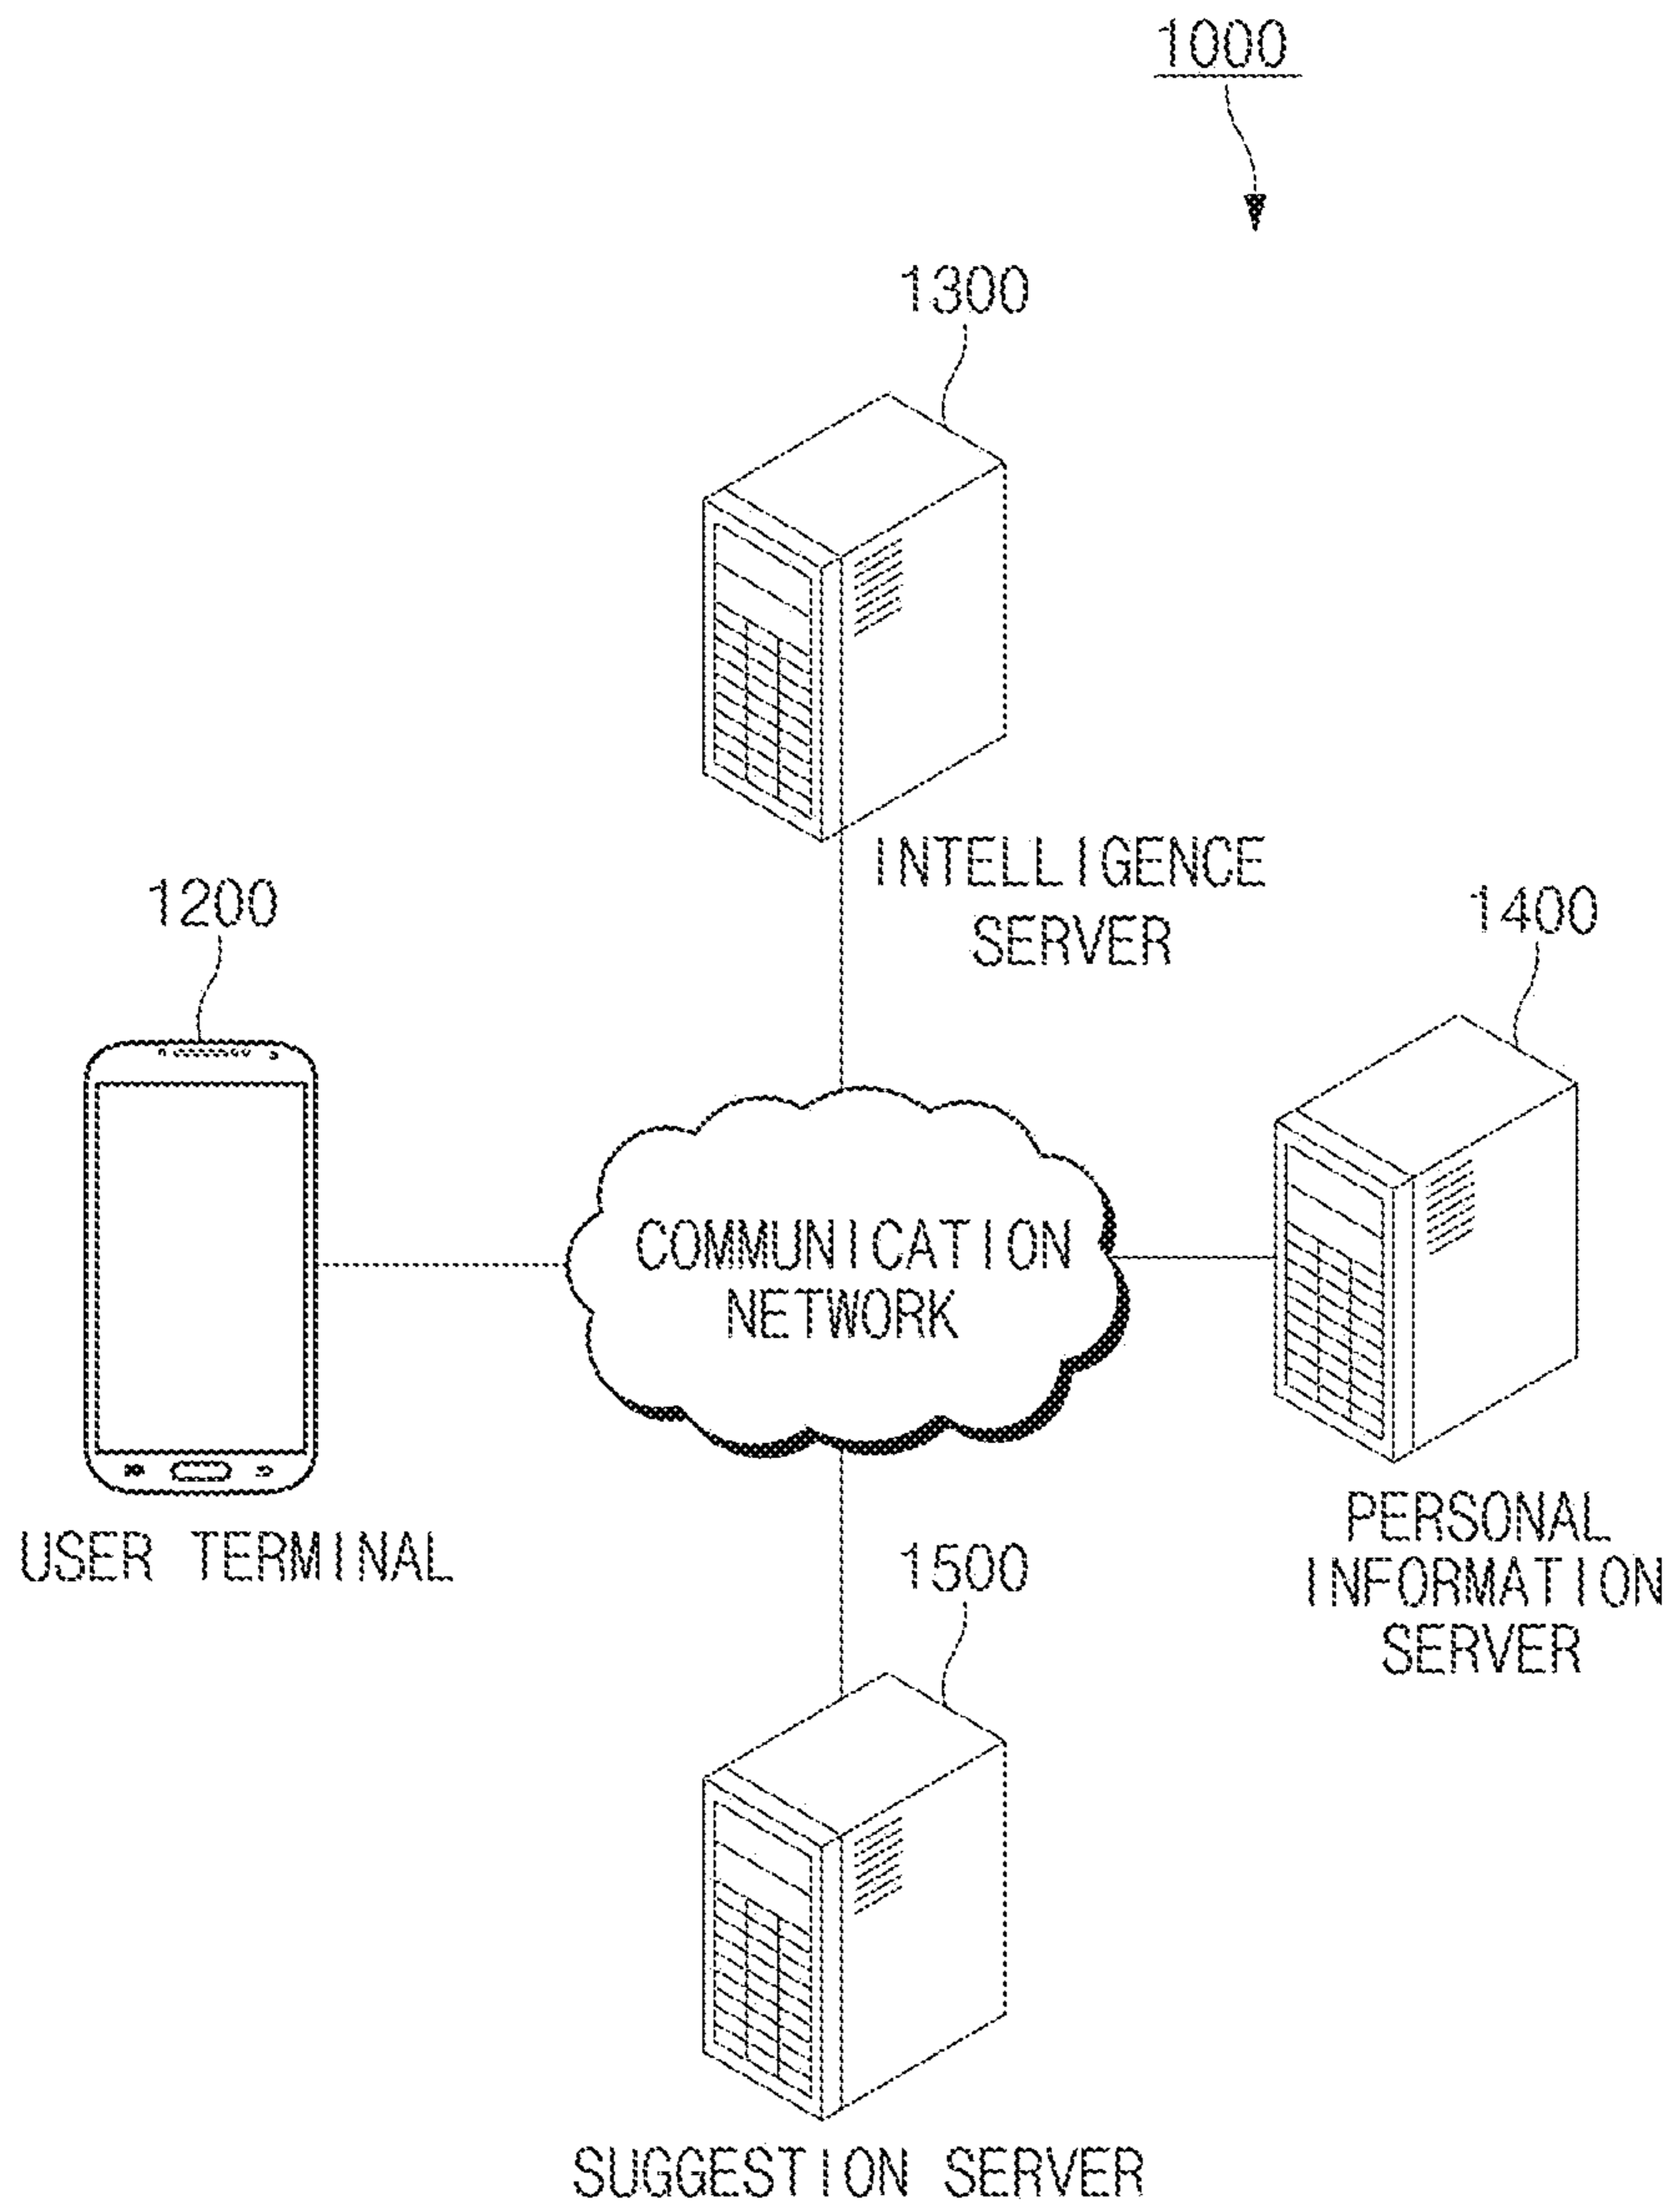 1000
1300
INTELLIGENCE
SERVER
1200
1400
COMMUNICATION
NETWORK
USER TERMINAL
PERSONAL
INFORMATION
SERVER
1500
SUGGESTION SERVER